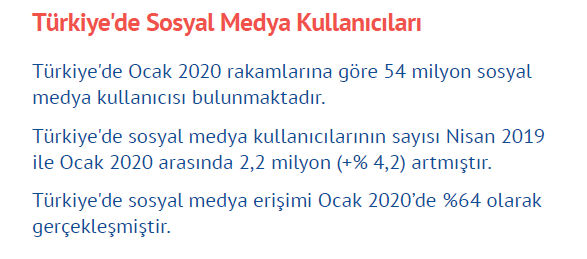 Türkiye'de Sosyal Medya Kullanıcıları
Türkiye'de Ocak 2020 rakamlarına göre 54 milyon sosyal
medya kullanıcısı bulunmaktadır.
Türkiye'de sosyal medya kullanıcılarının sayısı Nisan 2019
ile Ocak 2020 arasında 2,2 milyon (+% 4,2) artmıştır.
Türkiye'de sosyal medya erişimi Ocak 2020’de %64 olarak
gerçekleşmiştir.